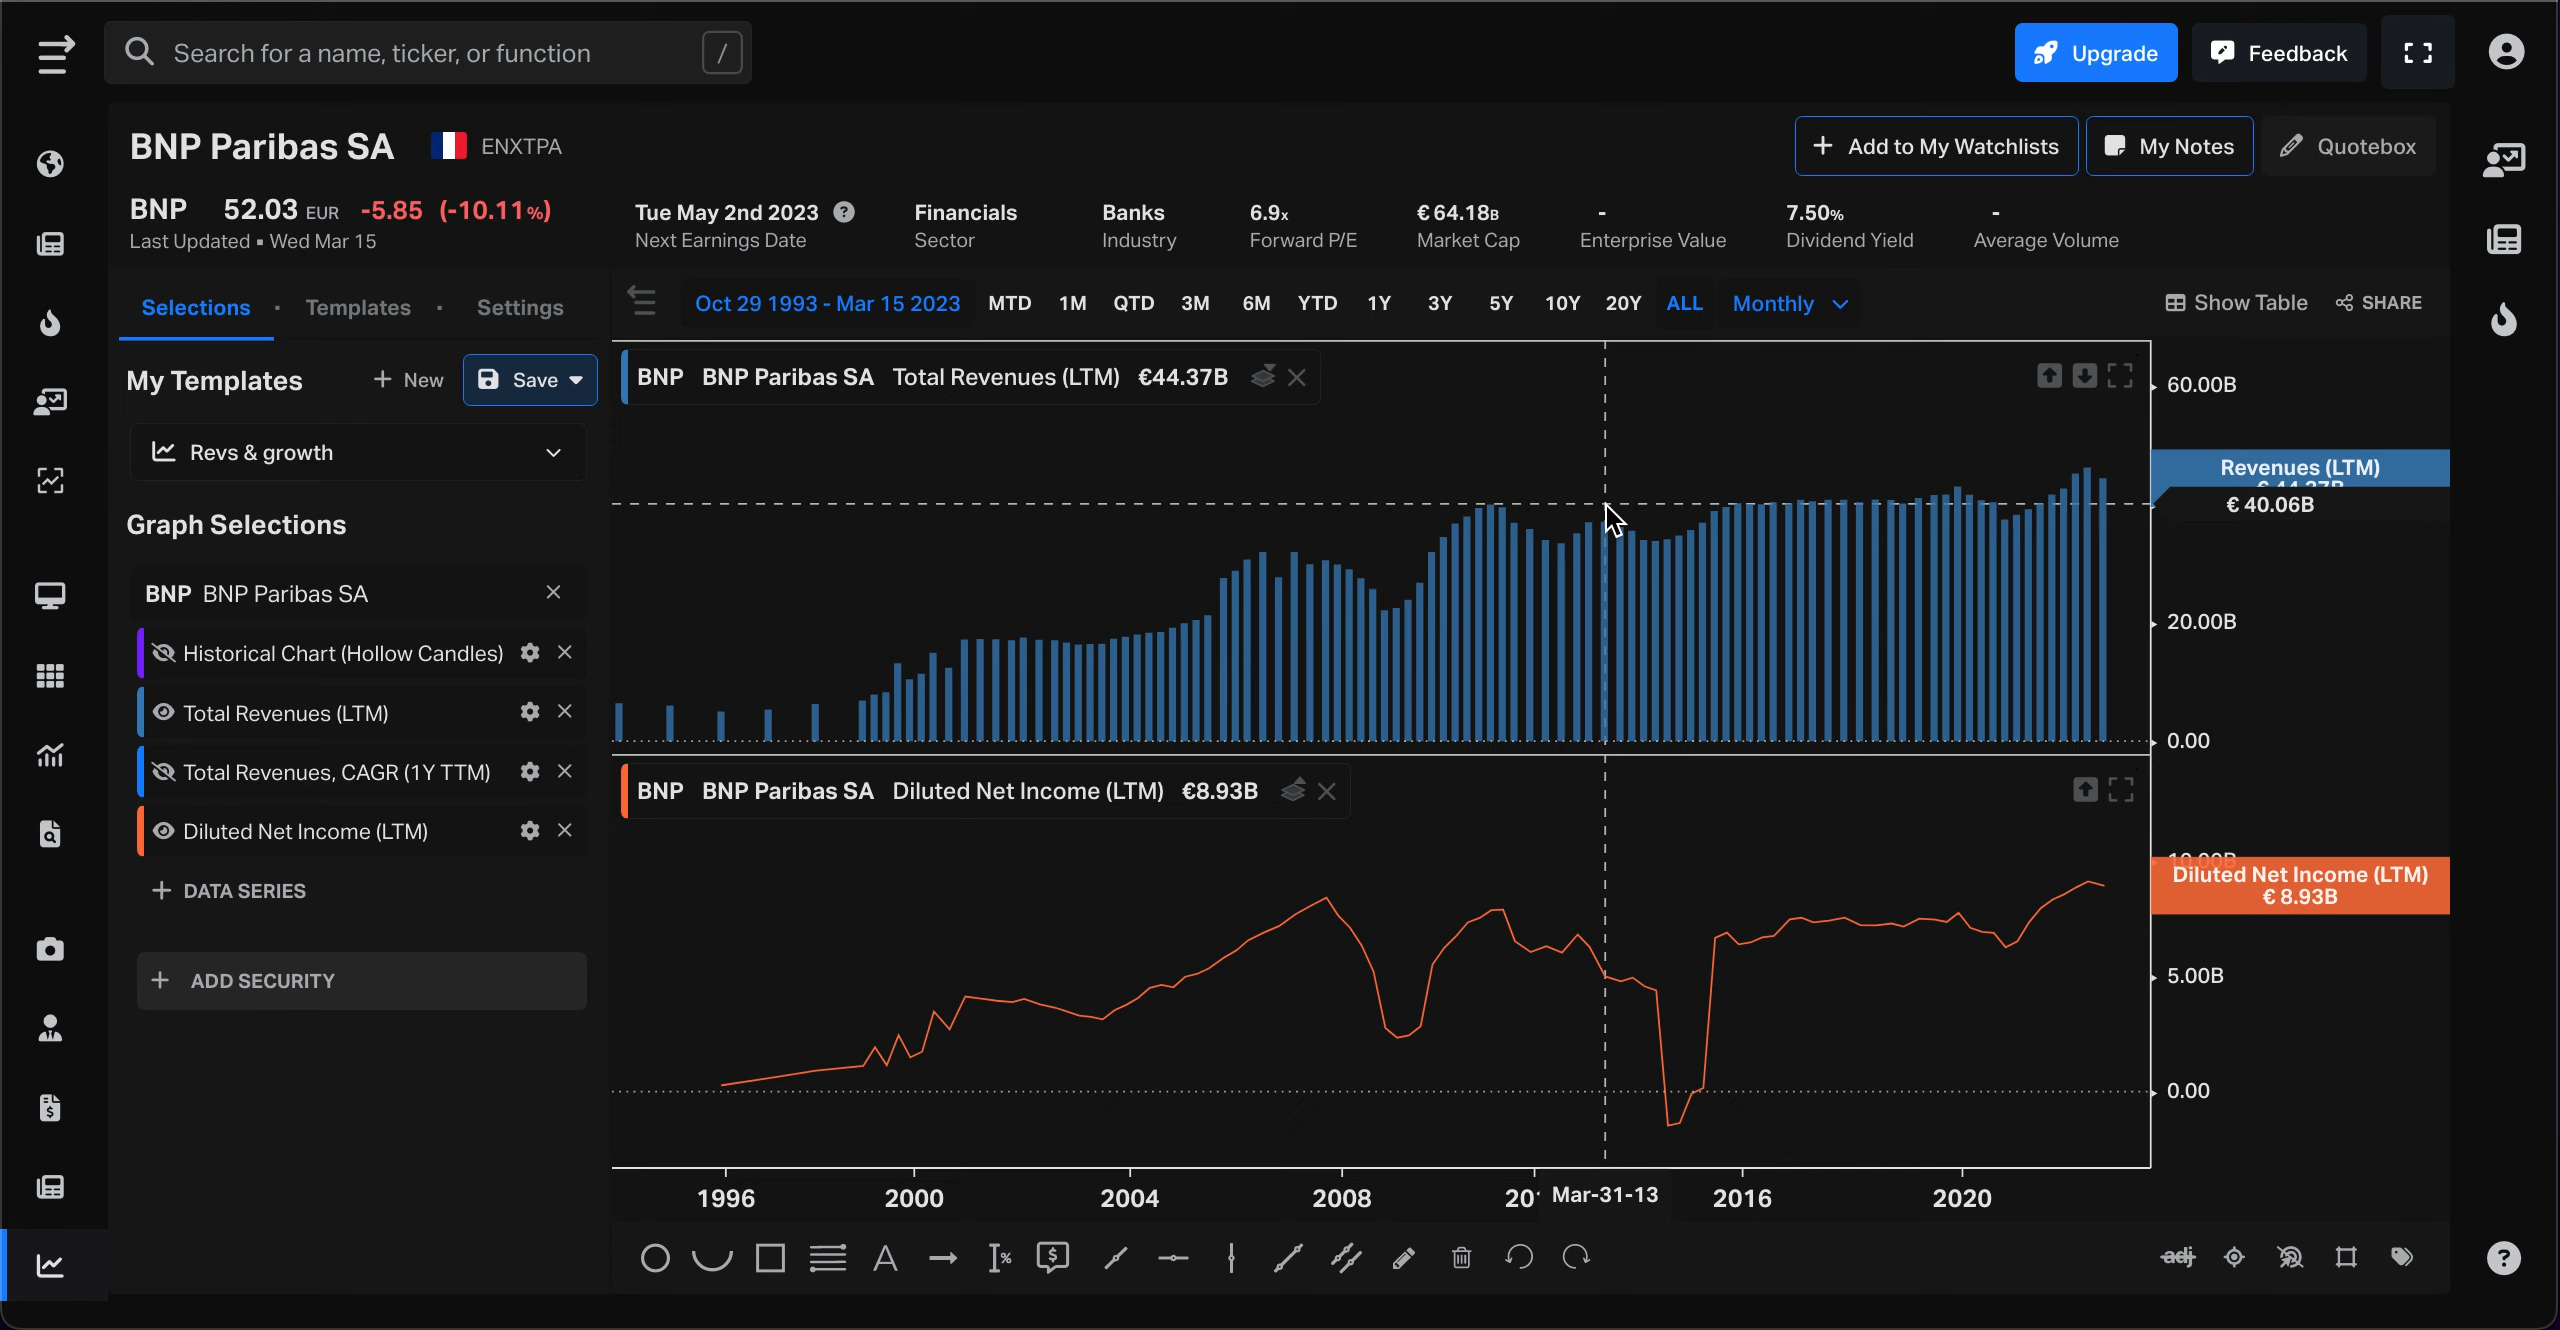 Search for a name, ticker, or function /
Upgrade
Feedback
BNP Paribas SA ENXTPA
+ Add to My Watchlists
My Notes
Quotebox
BNP 52.03 EUR -5.85 (-10.11%)
Last Updated ▪ Wed Mar 15
Tue May 2nd 2023 ?
Next Earnings Date
Financials
Sector
Banks
Industry
6.9x
Forward P/E
€64.18B
Market Cap
-
Enterprise Value
7.50%
Dividend Yield
-
Average Volume
Selections · Templates · Settings
Oct 29 1993 - Mar 15 2023 MTD 1M QTD 3M 6M YTD 1Y 3Y 5Y 10Y 20Y ALL Monthly
Show Table SHARE
My Templates + New Save
Revs & growth
Graph Selections
BNP BNP Paribas SA
Historical Chart (Hollow Candles)
Total Revenues (LTM)
Total Revenues, CAGR (1Y TTM)
Diluted Net Income (LTM)
+ DATA SERIES
+ ADD SECURITY
BNP BNP Paribas SA Total Revenues (LTM) €44.37B
60.00B
Revenues (LTM)
€ 44.37B
€ 40.06B
20.00B
0.00
BNP BNP Paribas SA Diluted Net Income (LTM) €8.93B
10.00B
Diluted Net Income (LTM)
€ 8.93B
5.00B
0.00
1996 2000 2004 2008 20 Mar-31-13 2016 2020
A
%
$
adj
?